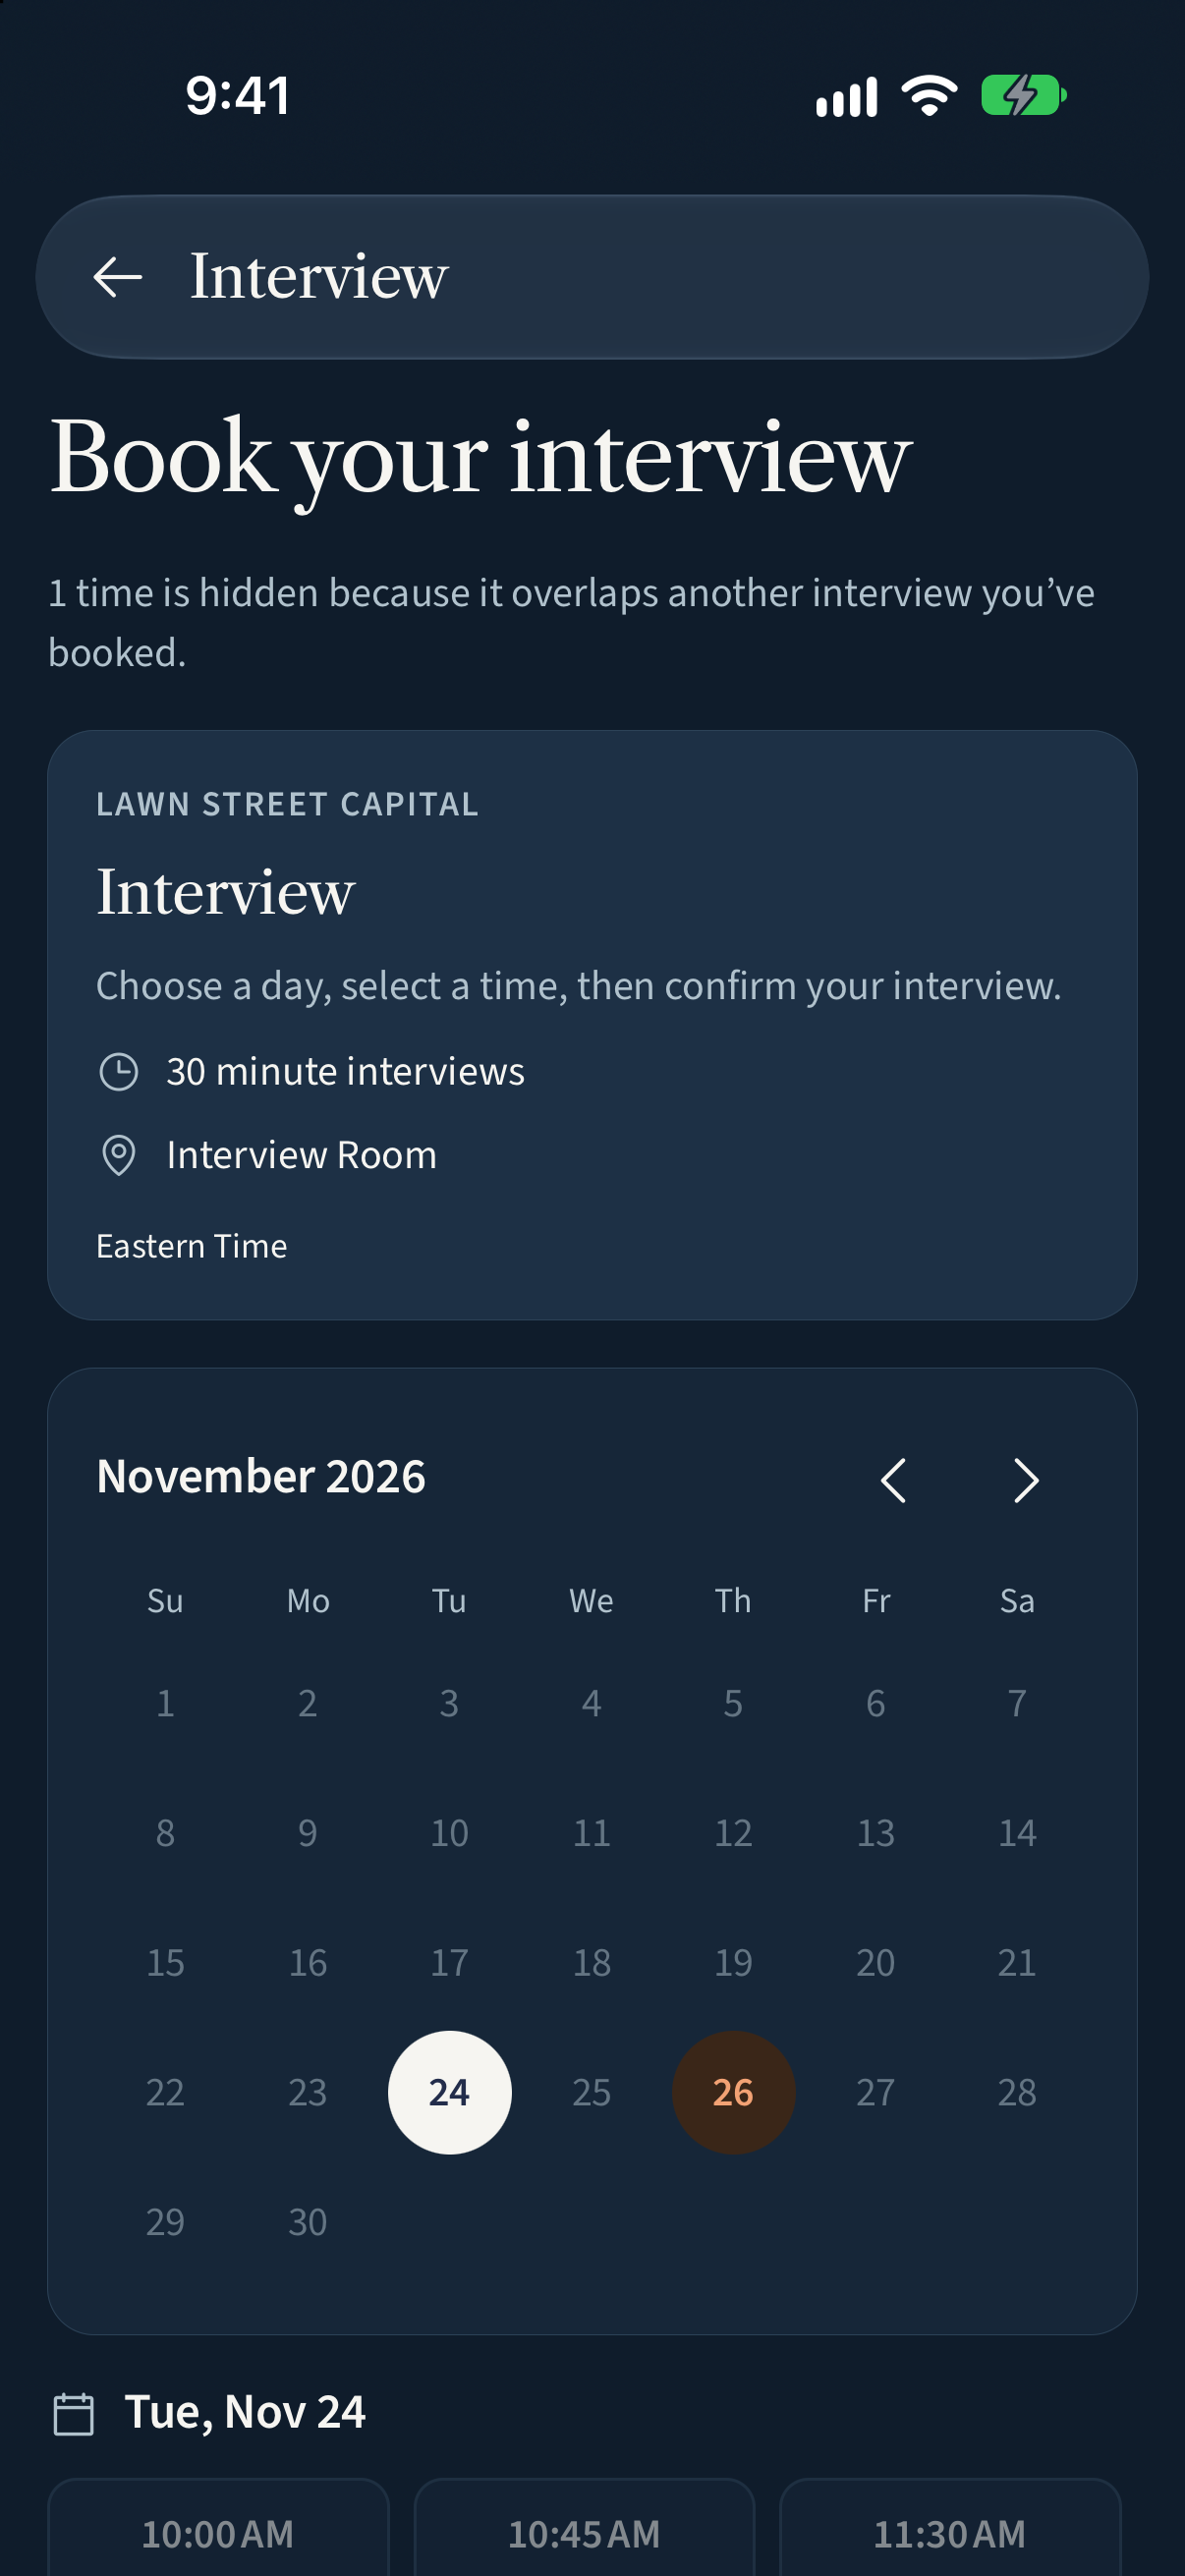 9:41
Interview
Book your interview
1 time is hidden because it overlaps another interview you’ve
booked.
LAWN STREET CAPITAL
Interview
Choose a day, select a time, then confirm your interview.
30 minute interviews
Interview Room
Eastern Time
November 2026
Su Mo Tu We Th Fr Sa
1 2 3 4 5 6 7
8 9 10 11 12 13 14
15 16 17 18 19 20 21
22 23 24 25 26 27 28
29 30
Tue, Nov 24
10:00 AM 10:45 AM 11:30 AM